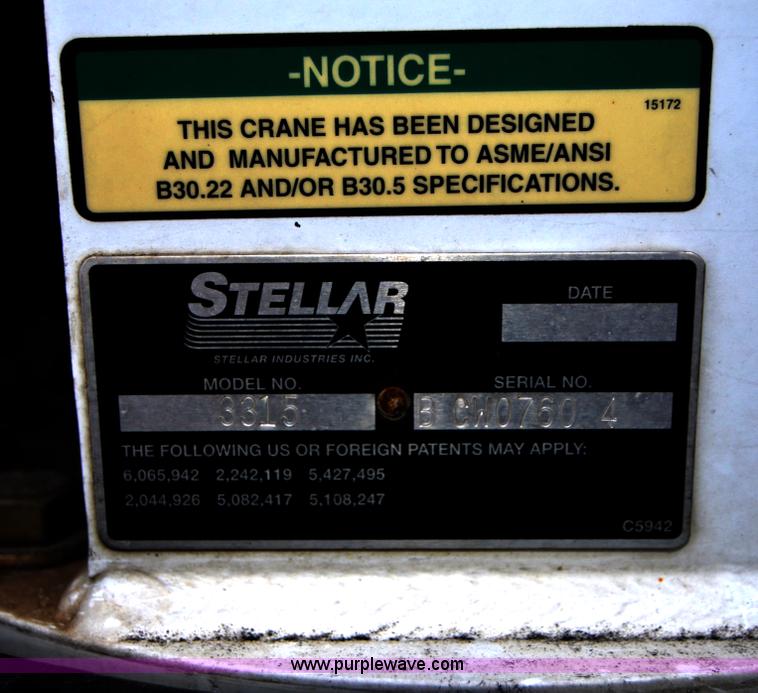 -NOTICE-
15172
THIS CRANE HAS BEEN DESIGNED
AND MANUFACTURED TO ASME/ANSI
B30.22 AND/OR B30.5 SPECIFICATIONS.
STELLAR
STELLAR INDUSTRIES INC.
DATE
MODEL NO.
3315
SERIAL NO.
B CW0760 4
THE FOLLOWING US OR FOREIGN PATENTS MAY APPLY:
6,065,942 2,242,119 5,427,495
2,044,926 5,082,417 5,108,247
C5942
www.purplewave.com